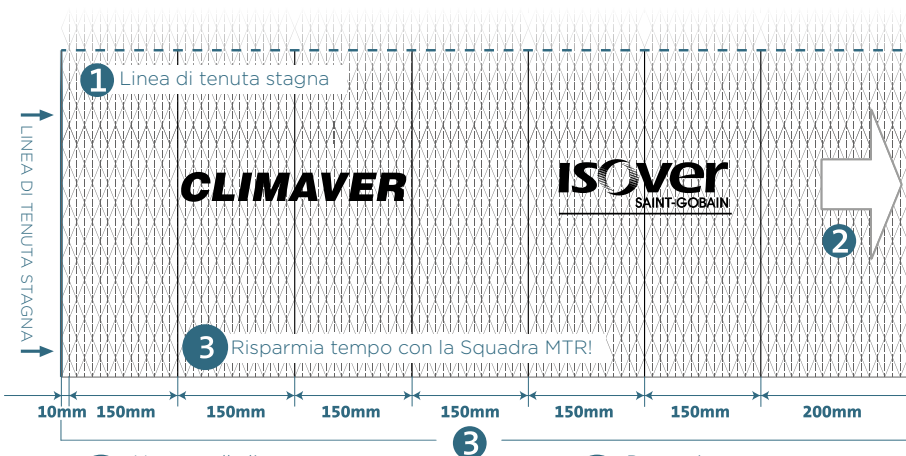 1 Linea di tenuta stagna
LINEA DI TENUTA STAGNA
CLIMAVER
ISOVER
SAINT-GOBAIN
2
3 Risparmia tempo con la Squadra MTR!
10mm 150mm 150mm 150mm 150mm 150mm 150mm 200mm
3